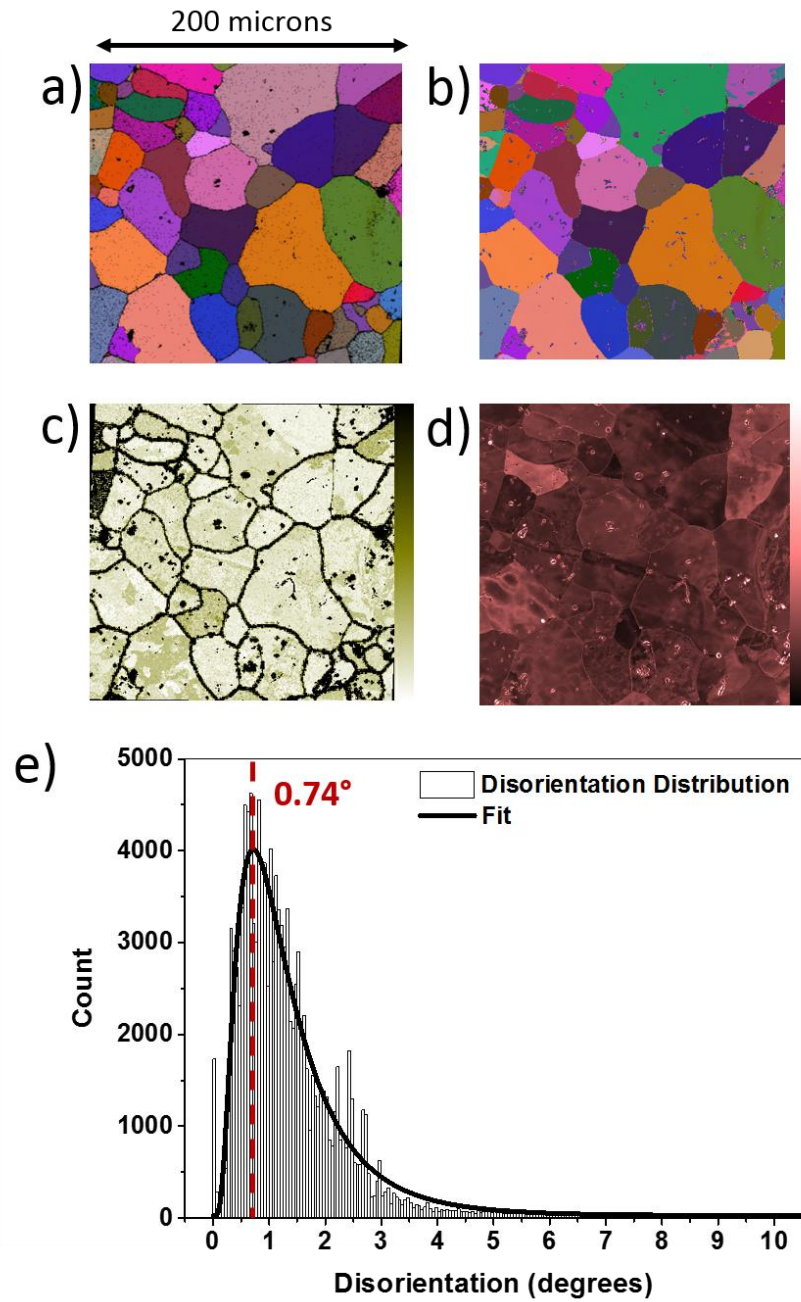 200 microns
a)
b)
c)
d)
e)
5000
4000
3000
2000
1000
0
Count
0.74°
Disorientation Distribution
Fit
0 1 2 3 4 5 6 7 8 9 10
Disorientation (degrees)